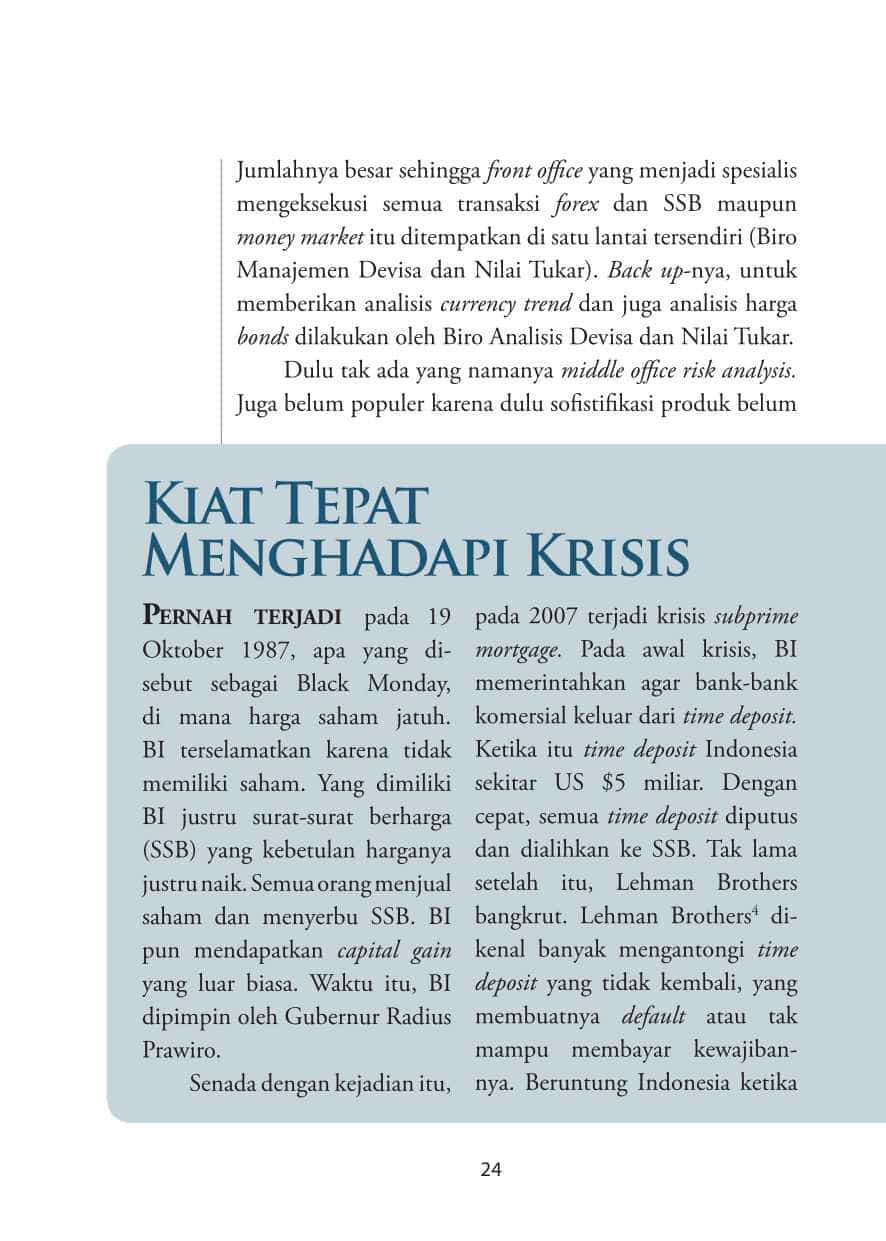 Jumlahnya besar sehingga front office yang menjadi spesialis
mengeksekusi semua transaksi forex dan SSB maupun
money market itu ditempatkan di satu lantai tersendiri (Biro
Manajemen Devisa dan Nilai Tukar). Back up-nya, untuk
memberikan analisis currency trend dan juga analisis harga
bonds dilakukan oleh Biro Analisis Devisa dan Nilai Tukar.
Dulu tak ada yang namanya middle office risk analysis.
Juga belum populer karena dulu sofistifikasi produk belum
KIAT TEPAT
MENGHADAPI KRISIS
PERNAH TERJADI pada 19
Oktober 1987, apa yang di-
sebut sebagai Black Monday,
di mana harga saham jatuh.
BI terselamatkan karena tidak
memiliki saham. Yang dimiliki
BI justru surat-surat berharga
(SSB) yang kebetulan harganya
justru naik. Semua orang menjual
saham dan menyerbu SSB. BI
pun mendapatkan capital gain
yang luar biasa. Waktu itu, BI
dipimpin oleh Gubernur Radius
Prawiro.
Senada dengan kejadian itu,
pada 2007 terjadi krisis subprime
mortgage. Pada awal krisis, BI
memerintahkan agar bank-bank
komersial keluar dari time deposit.
Ketika itu time deposit Indonesia
sekitar US $5 miliar. Dengan
cepat, semua time deposit diputus
dan dialihkan ke SSB. Tak lama
setelah itu, Lehman Brothers
bangkrut. Lehman Brothers⁴ di-
kenal banyak mengantongi time
deposit yang tidak kembali, yang
membuatnya default atau tak
mampu membayar kewajiban-
nya. Beruntung Indonesia ketika
24